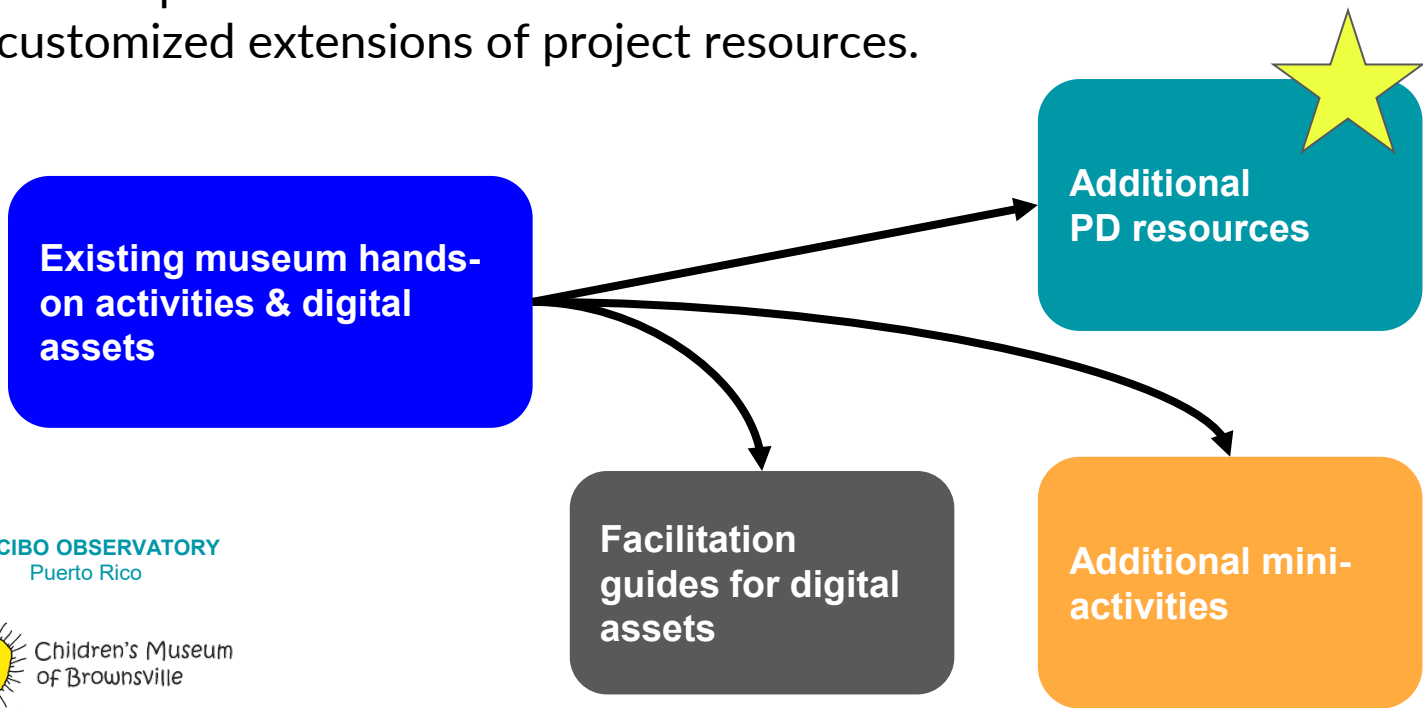 customized extensions of project resources.
Additional
PD resources
Existing museum hands-
on activities & digital
assets
Facilitation
guides for digital
assets
Additional mini-
activities
CIBO OBSERVATORY
Puerto Rico
Children's Museum
of Brownsville